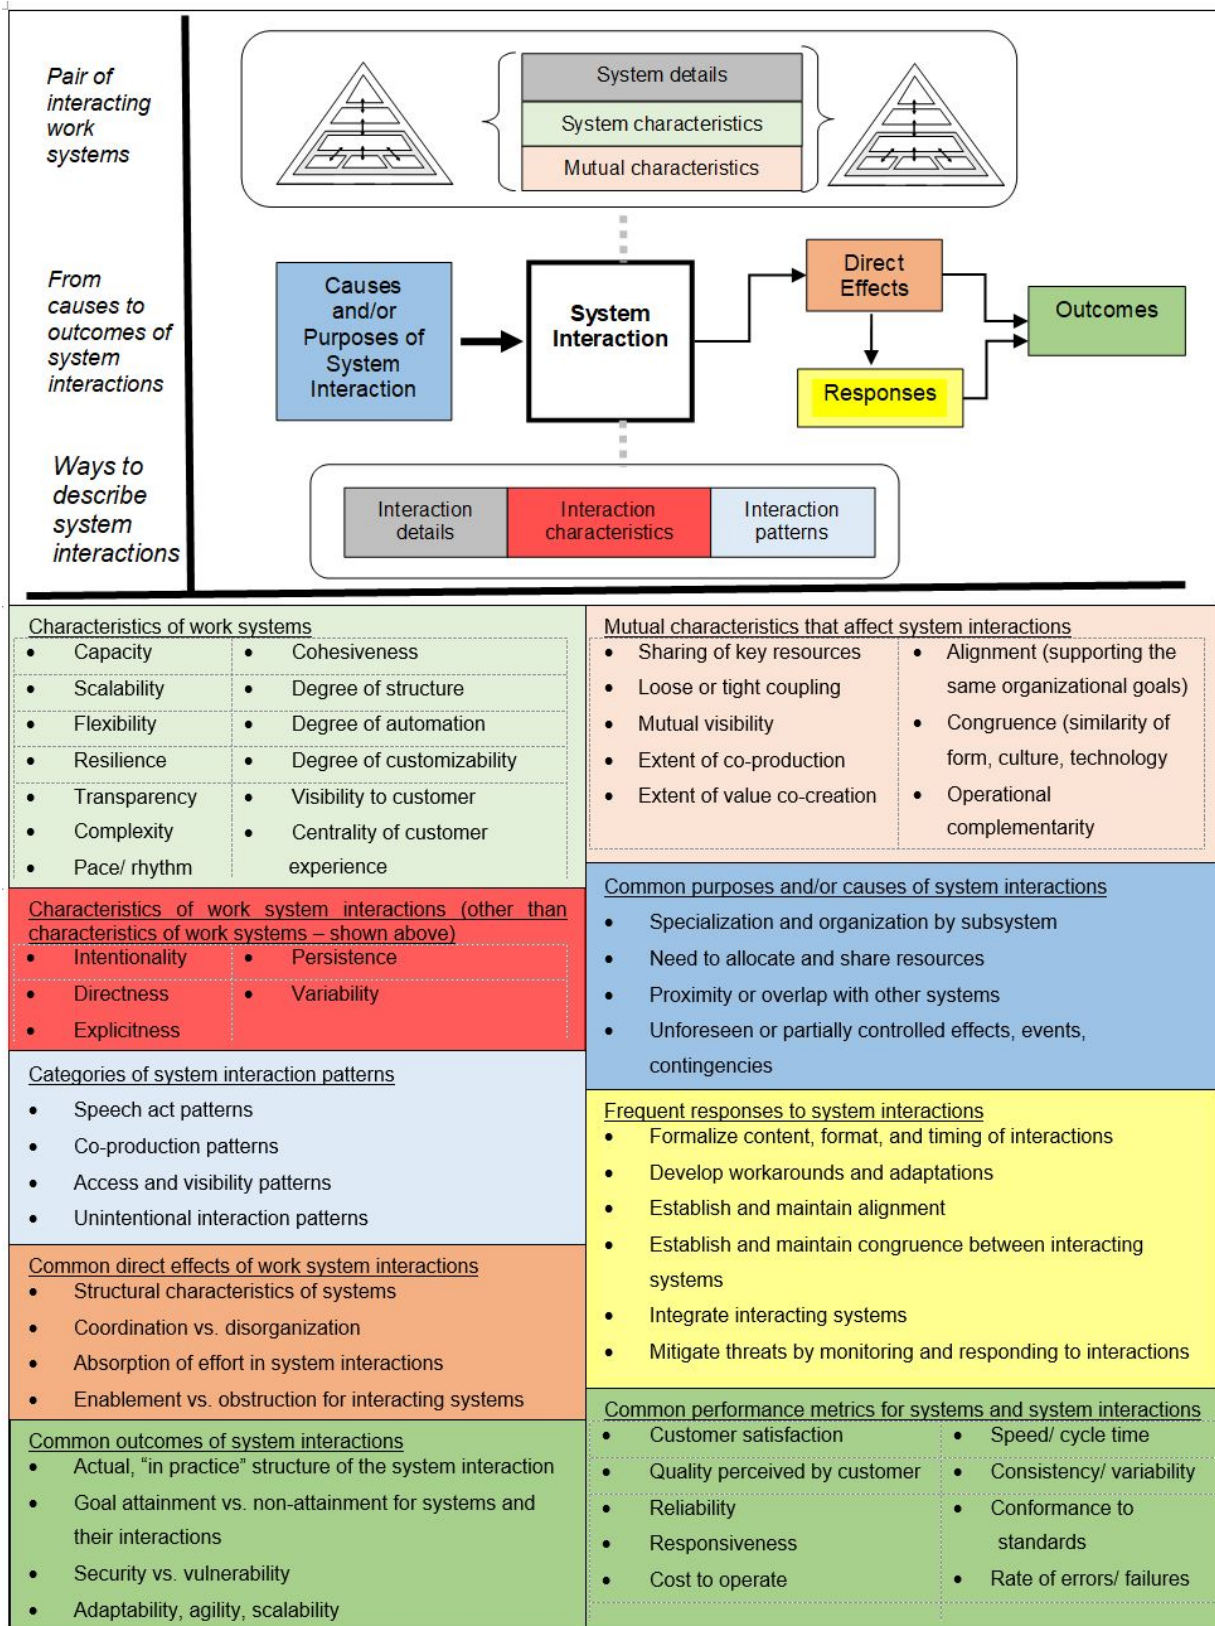 Pair of
interacting
work
systems
System details
System characteristics
Mutual characteristics
From
causes to
outcomes of
system
interactions
Causes
and/or
Purposes of
System
Interaction
System
Interaction
Direct
Effects
Responses
Outcomes
Ways to
describe
system
interactions
Interaction
details
Interaction
characteristics
Interaction
patterns
Characteristics of work systems
• Capacity
• Scalability
• Flexibility
• Resilience
• Transparency
• Complexity
• Pace/ rhythm
• Cohesiveness
• Degree of structure
• Degree of automation
• Degree of customizability
• Visibility to customer
• Centrality of customer
experience
Mutual characteristics that affect system interactions
• Sharing of key resources
• Loose or tight coupling
• Mutual visibility
• Extent of co-production
• Extent of value co-creation
• Alignment (supporting the
same organizational goals)
• Congruence (similarity of
form, culture, technology
• Operational
complementarity
Characteristics of work system interactions (other than
characteristics of work systems – shown above)
• Intentionality
• Directness
• Explicitness
• Persistence
• Variability
Common purposes and/or causes of system interactions
• Specialization and organization by subsystem
• Need to allocate and share resources
• Proximity or overlap with other systems
• Unforeseen or partially controlled effects, events,
contingencies
Categories of system interaction patterns
• Speech act patterns
• Co-production patterns
• Access and visibility patterns
• Unintentional interaction patterns
Frequent responses to system interactions
• Formalize content, format, and timing of interactions
• Develop workarounds and adaptations
• Establish and maintain alignment
• Establish and maintain congruence between interacting
systems
• Integrate interacting systems
• Mitigate threats by monitoring and responding to interactions
Common direct effects of work system interactions
• Structural characteristics of systems
• Coordination vs. disorganization
• Absorption of effort in system interactions
• Enablement vs. obstruction for interacting systems
Common outcomes of system interactions
• Actual, “in practice” structure of the system interaction
• Goal attainment vs. non-attainment for systems and
their interactions
• Security vs. vulnerability
• Adaptability, agility, scalability
Common performance metrics for systems and system interactions
• Customer satisfaction
• Quality perceived by customer
• Reliability
• Responsiveness
• Cost to operate
• Speed/ cycle time
• Consistency/ variability
• Conformance to
standards
• Rate of errors/ failures